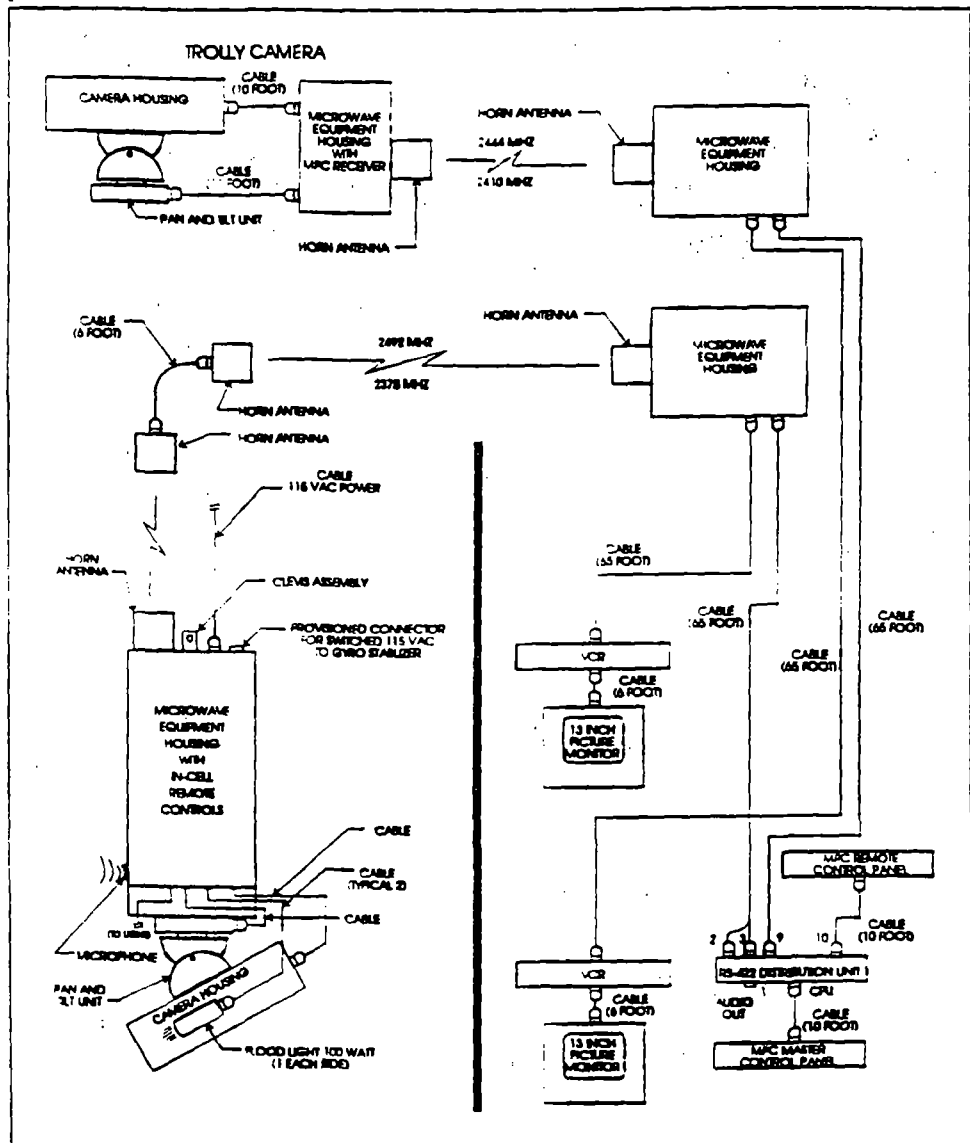 TROLLY CAMERA
CAMERA HOUSING
CABLE
(10 FOOT)
MICROWAVE
EQUIPMENT
HOUSING
WITH
MPC RECEIVER
CABLE
FOOT)
PAN AND TILT UNIT
HORN ANTENNA
HORN ANTENNA
2444 MHZ
2410 MHZ
MICROWAVE
EQUIPMENT
HOUSING
CABLE
(6 FOOT)
HORN ANTENNA
HORN ANTENNA
2492 MHZ
2378 MHZ
HORN ANTENNA
MICROWAVE
EQUIPMENT
HOUSING
CABLE
115 VAC POWER
HORN
ANTENNA
CLEVIS ASSEMBLY
PROVISIONED CONNECTOR
FOR SWITCHED 115 VAC
TO GYRO STABILIZER
MICROWAVE
EQUIPMENT
HOUSING
WITH
IN-CELL
REMOTE
CONTROLS
CABLE
CABLE
(TYPICAL 2)
CABLE
(TO LIGHTS)
MICROPHONE
PAN AND
TILT UNIT
CAMERA HOUSING
FLOOD LIGHT 100 WATT
(1 EACH SIDE)
CABLE
(65 FOOT)
CABLE
(65 FOOT)
CABLE
(65 FOOT)
CABLE
(65 FOOT)
VCR
CABLE
(6 FOOT)
13 INCH
PICTURE
MONITOR
VCR
CABLE
(6 FOOT)
13 INCH
PICTURE
MONITOR
MPC REMOTE
CONTROL PANEL
CABLE
(10 FOOT)
2
3
9
10
RS-422 DISTRIBUTION UNIT
AUDIO
OUT
CPU
CABLE
(10 FOOT)
MPC MASTER
CONTROL PANEL